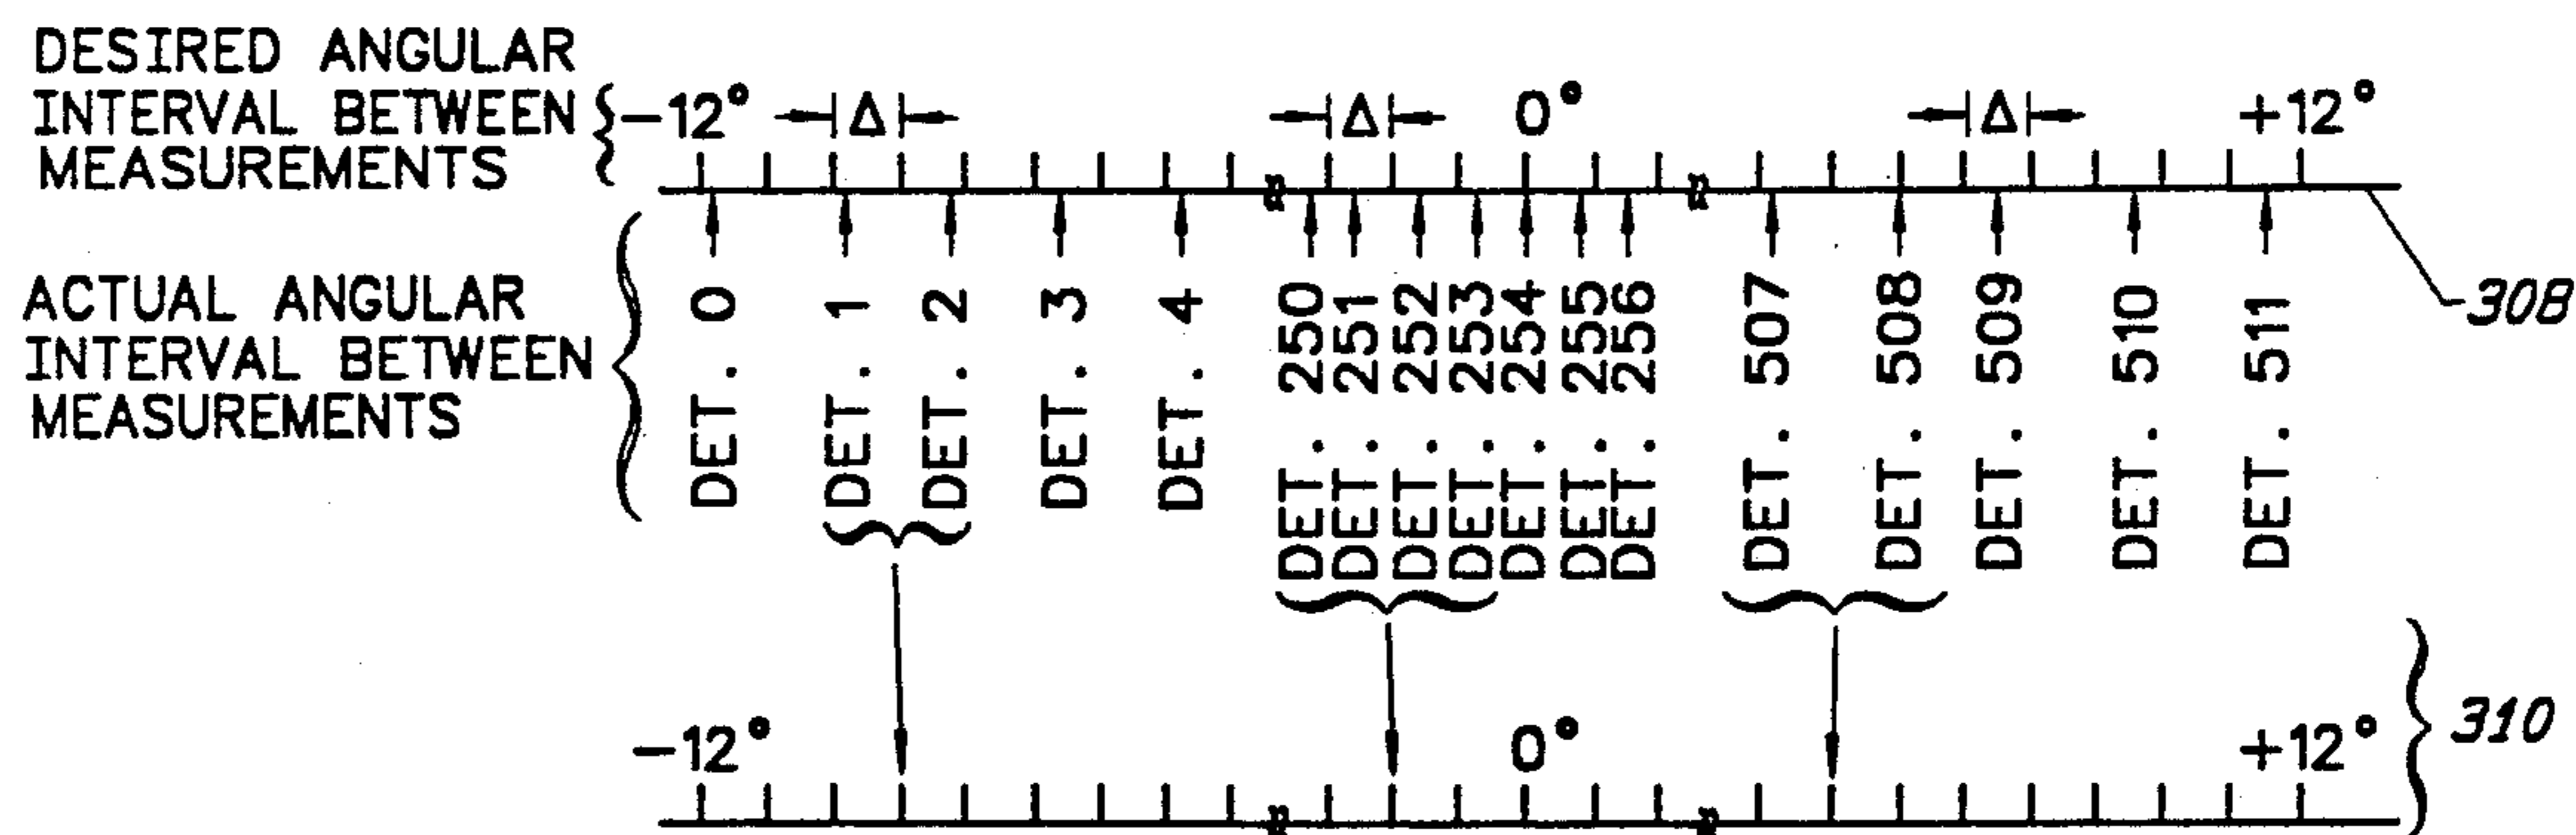 DESIRED ANGULAR
INTERVAL BETWEEN
MEASUREMENTS
-12° Δ Δ 0° Δ +12°
ACTUAL ANGULAR
INTERVAL BETWEEN
MEASUREMENTS
DET. 0
DET. 1
DET. 2
DET. 3
DET. 4
DET. 250
DET. 251
DET. 252
DET. 253
DET. 254
DET. 255
DET. 256
DET. 507
DET. 508
DET. 509
DET. 510
DET. 511
308
-12° 0° +12°
310